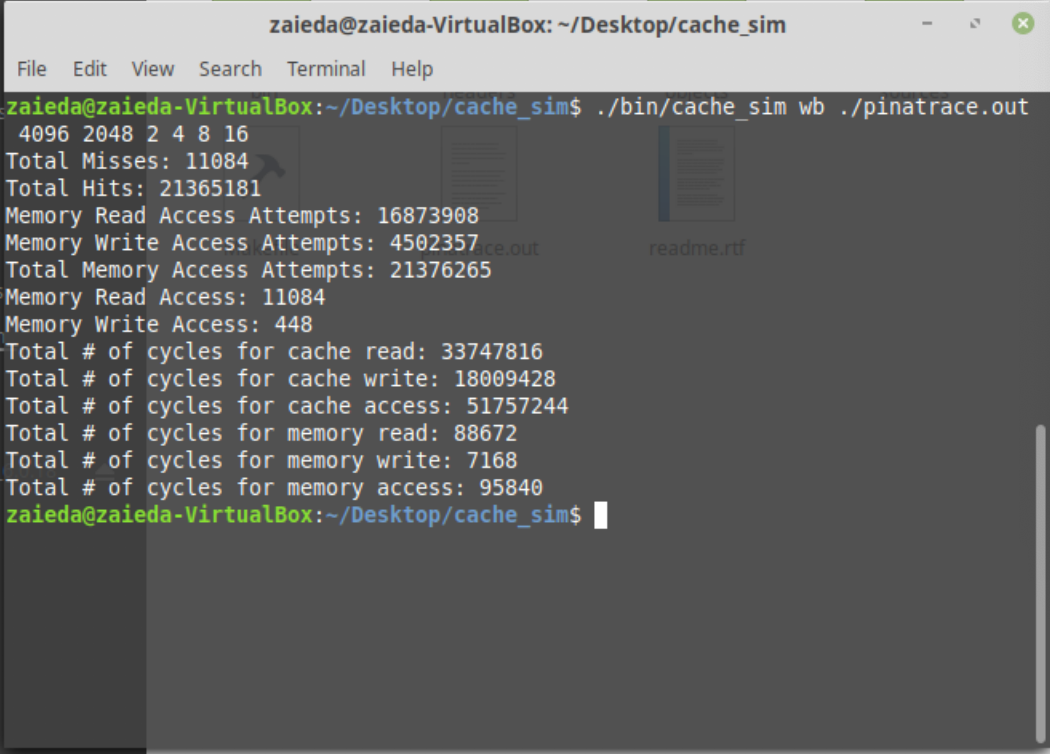 zaieda@zaieda-VirtualBox: ~/Desktop/cache_sim
File Edit View Search Terminal Help
zaieda@zaieda-VirtualBox:~/Desktop/cache_sim$ ./bin/cache_sim wb ./pinatrace.out
4096 2048 2 4 8 16
Total Misses: 11084
Total Hits: 21365181
Memory Read Access Attempts: 16873908
Memory Write Access Attempts: 4502357
pinatrace.out
readme.rtf
Total Memory Access Attempts: 21376265
Memory Read Access: 11084
Memory Write Access: 448
Total # of cycles for cache read: 33747816
Total # of cycles for cache write: 18009428
Total # of cycles for cache access: 51757244
Total # of cycles for memory read: 88672
Total # of cycles for memory write: 7168
Total # of cycles for memory access: 95840
zaieda@zaieda-VirtualBox:~/Desktop/cache_sim$